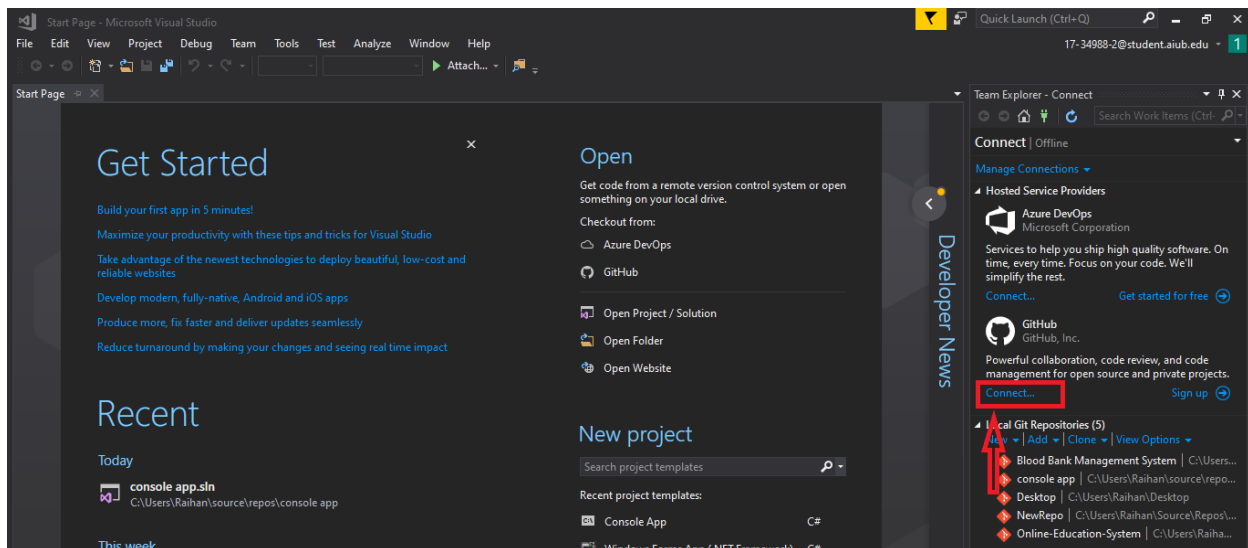 Start Page - Microsoft Visual Studio
Quick Launch (Ctrl+Q)
File Edit View Project Debug Team Tools Test Analyze Window Help
17-34988-2@student.aiub.edu
1
Attach...
Start Page
Get Started
Build your first app in 5 minutes!
Maximize your productivity with these tips and tricks for Visual Studio
Take advantage of the newest technologies to deploy beautiful, low-cost and
reliable websites
Develop modern, fully-native, Android and iOS apps
Produce more, fix faster and deliver updates seamlessly
Reduce turnaround by making your changes and seeing real time impact
Recent
Today
console app.sln
C:\Users\Raihan\source\repos\console app
This week
Open
Get code from a remote version control system or open
something on your local drive.
Checkout from:
Azure DevOps
GitHub
Open Project / Solution
Open Folder
Open Website
New project
Search project templates
Recent project templates:
Console App C#
Windows Forms App (.NET Framework) C#
Developer News
Team Explorer - Connect
Search Work Items (Ctrl-
Connect | Offline
Manage Connections
Hosted Service Providers
Azure DevOps
Microsoft Corporation
Services to help you ship high quality software. On
time, every time. Focus on your code. We'll
simplify the rest.
Connect... Get started for free
GitHub
GitHub, Inc.
Powerful collaboration, code review, and code
management for open source and private projects.
Connect... Sign up
Local Git Repositories (5)
New | Add | Clone | View Options
Blood Bank Management System | C:\Users...
console app | C:\Users\Raihan\source\repo...
Desktop | C:\Users\Raihan\Desktop
NewRepo | C:\Users\Raihan\Source\Repos\...
Online-Education-System | C:\Users\Raiha...